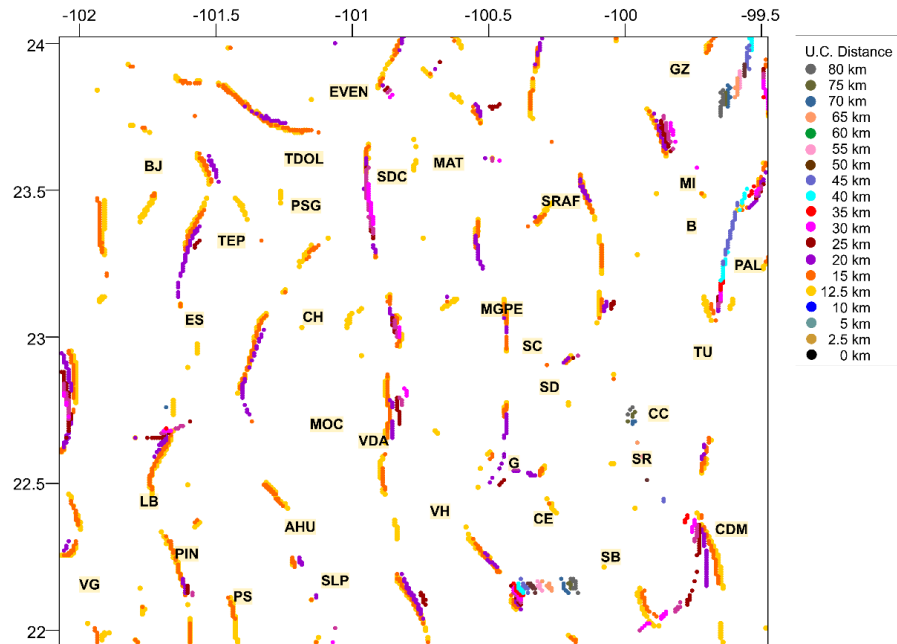 -102 -101.5 -101 -100.5 -100 -99.5
24
U.C. Distance
GZ
80 km
EVEN
75 km
70 km
65 km
60 km
BJ TDOL MAT
55 km
SDC
50 km
MI
45 km
23.5
PSG SRAF
40 km
B
35 km
TEP
30 km
25 km
PAL
20 km
15 km
12.5 km
ES CH MGPE
10 km
23
SC TU
5 km
2.5 km
0 km
SD
MOC CC
VDA
G SR
22.5
LB
VH CE CDM
AHU
PIN SB
VG SLP
PS
22